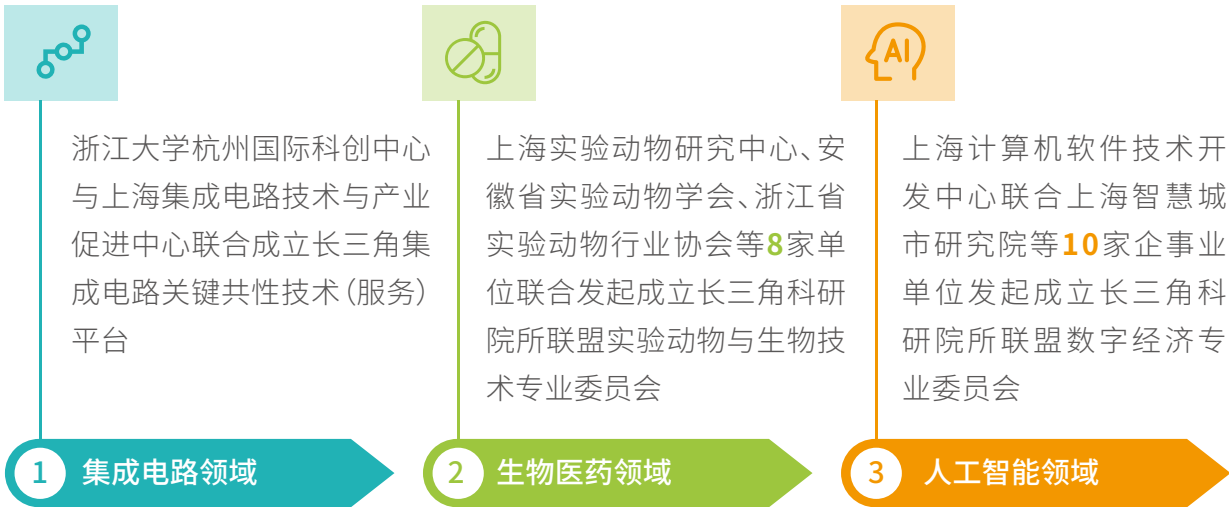 浙江大学杭州国际科创中心
与上海集成电路技术与产业
促进中心联合成立长三角集
成电路关键共性技术（服务）
平台
1 集成电路领域
上海实验动物研究中心、安
徽省实验动物学会、浙江省
实验动物行业协会等8家单
位联合发起成立长三角科研
院所联盟实验动物与生物技
术专业委员会
2 生物医药领域
AI
上海计算机软件技术开
发中心联合上海智慧城
市研究院等10家企事业
单位发起成立长三角科
研院所联盟数字经济专
业委员会
3 人工智能领域